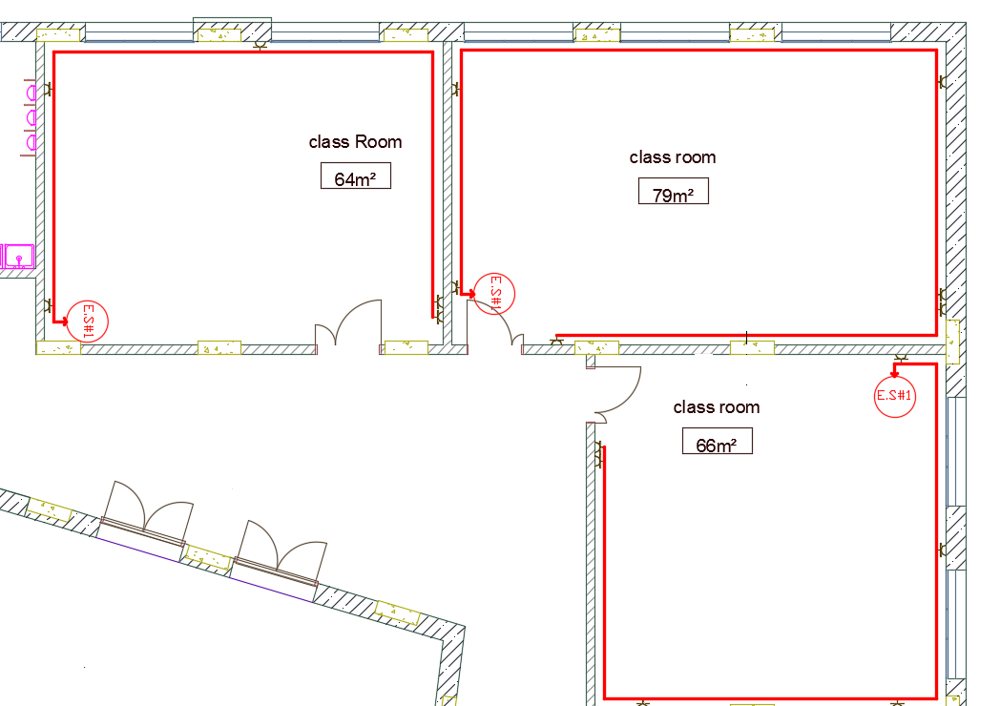 class Room
64m²
class room
79m²
E.S#1
E.S#1
E.S#1
class room
66m²